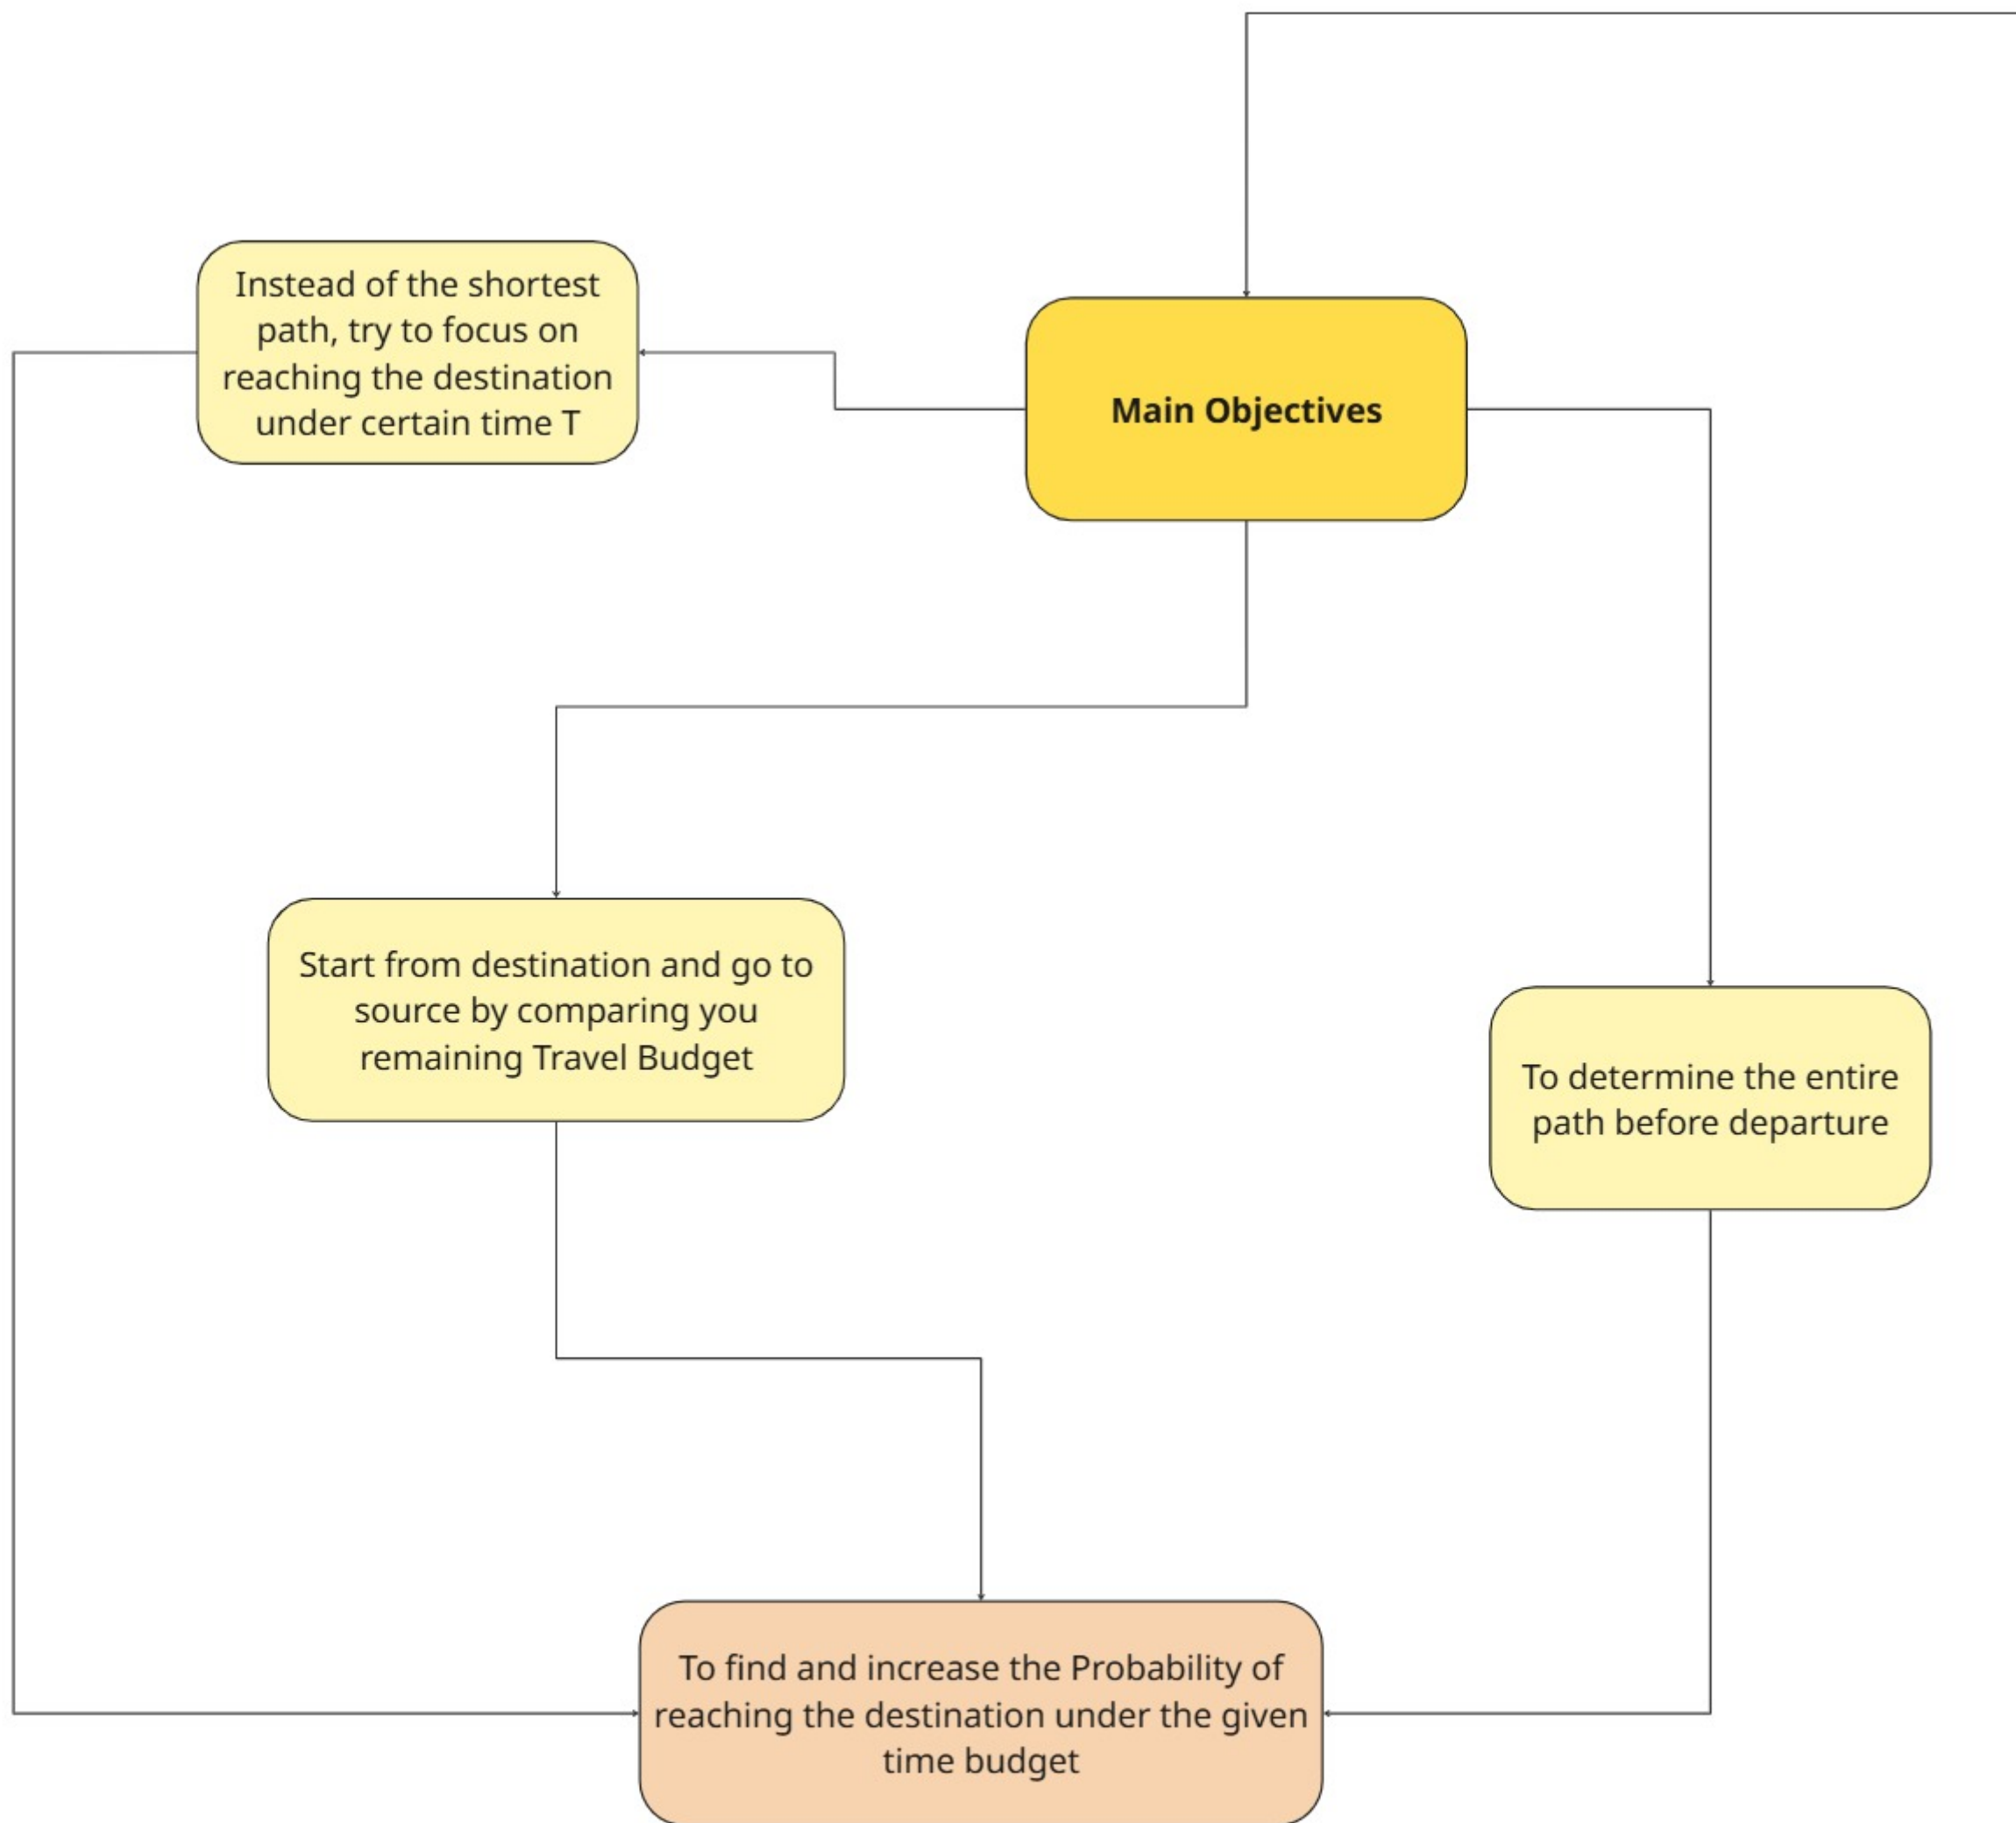 Instead of the shortest
path, try to focus on
reaching the destination
under certain time T
Main Objectives
Start from destination and go to
source by comparing you
remaining Travel Budget
To determine the entire
path before departure
To find and increase the Probability of
reaching the destination under the given
time budget